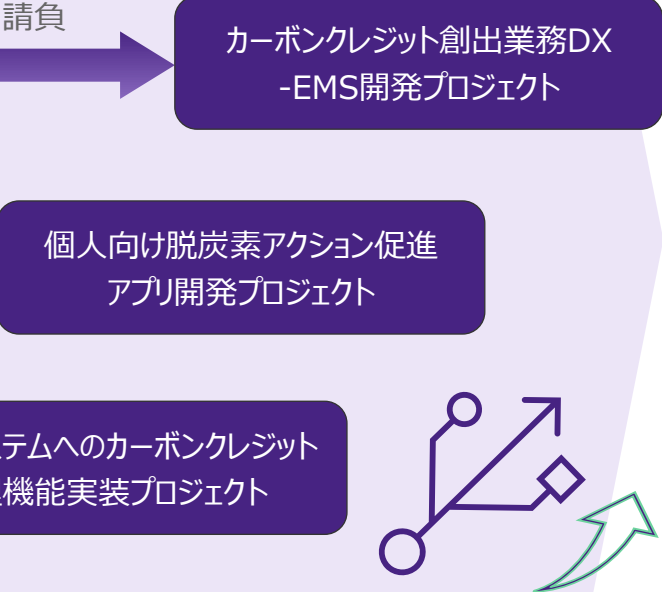 請負
カーボンクレジット創出業務DX
-EMS開発プロジェクト
個人向け脱炭素アクション促進
アプリ開発プロジェクト
ステムへのカーボンクレジット
機能実装プロジェクト